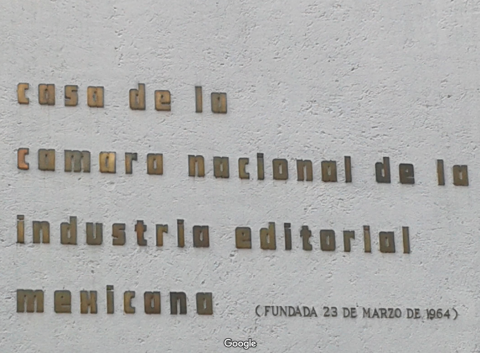 casa de la
camara nacional de la
industria editorial
mexicana (FUNDADA 23 DE MARZO DE 1964)
Google